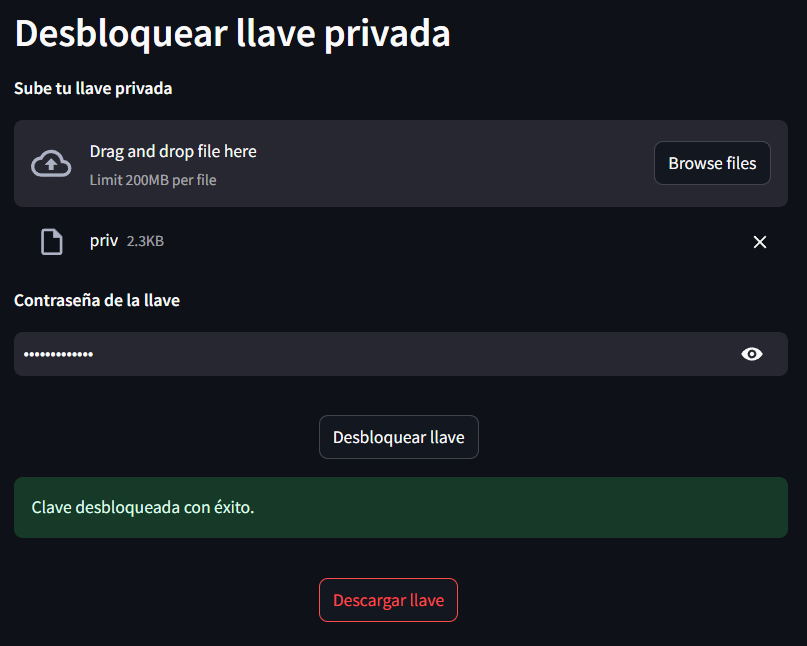 Desbloquear llave privada
Sube tu llave privada
Drag and drop file here
Limit 200MB per file
Browse files
priv 2.3KB
Contraseña de la llave
•••••••••••••
Desbloquear llave
Clave desbloqueada con éxito.
Descargar llave